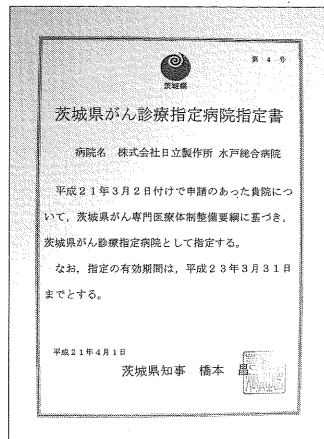 第 4 号
茨城県
茨城県がん診療指定病院指定書
病院名 株式会社日立製作所 水戸総合病院
平成21年3月2日付けで申請のあった貴院につ
いて，茨城県がん専門医療体制整備要綱に基づき，
茨城県がん診療指定病院として指定する。
なお，指定の有効期間は，平成23年3月31日
までとする。
平成21年4月1日
茨城県知事 橋本 昌